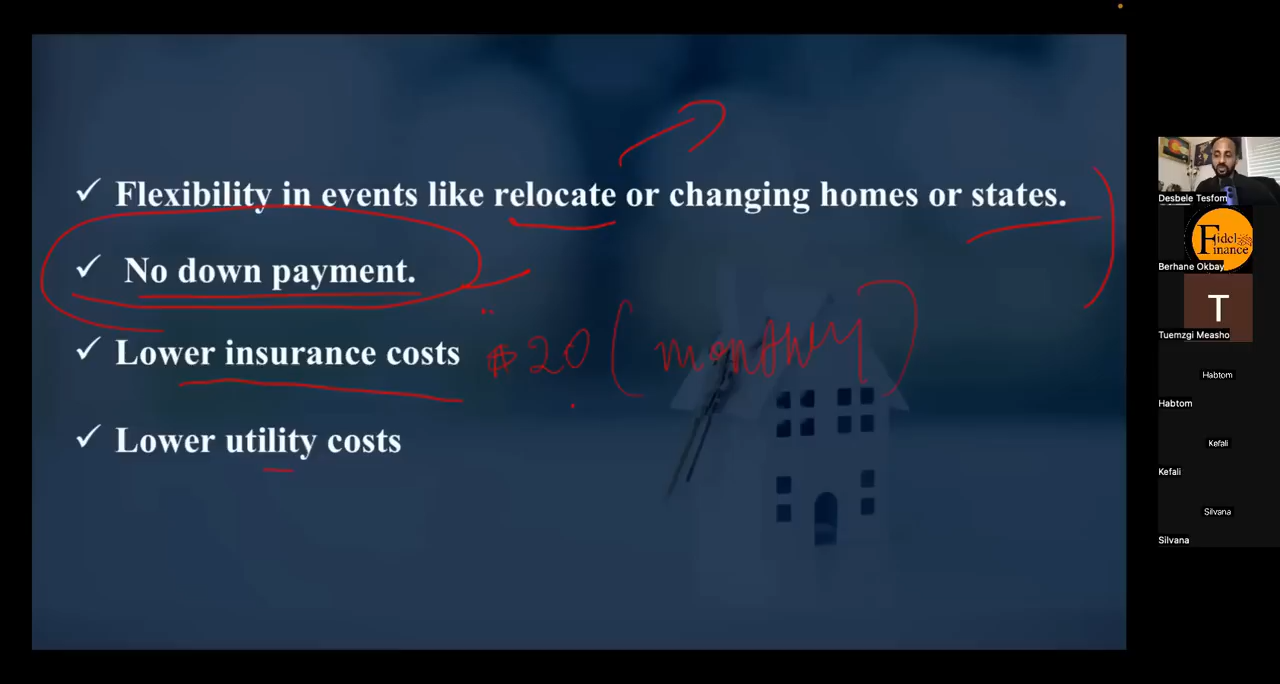 ✓ Flexibility in events like relocate or changing homes or states.
✓ No down payment.
✓ Lower insurance costs $20 (monthly)
✓ Lower utility costs
Desbele Tesfom
Fidel Finance
Berhane Okbay
T
Tuemzgi Measho
Habtom
Habtom
Kefali
Kefali
Silvana
Silvana